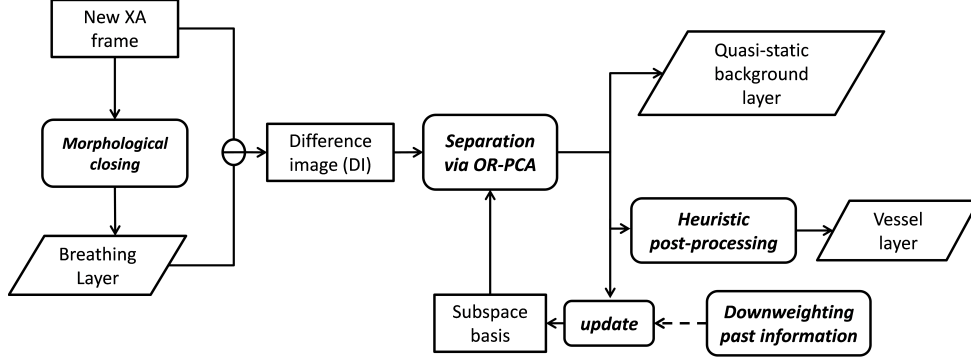 New XA
frame
Morphological
closing
Breathing
Layer
Difference
image (DI)
Separation
via OR-PCA
Quasi-static
background
layer
Heuristic
post-processing
Vessel
layer
Subspace
basis
update
Downweighting
past information